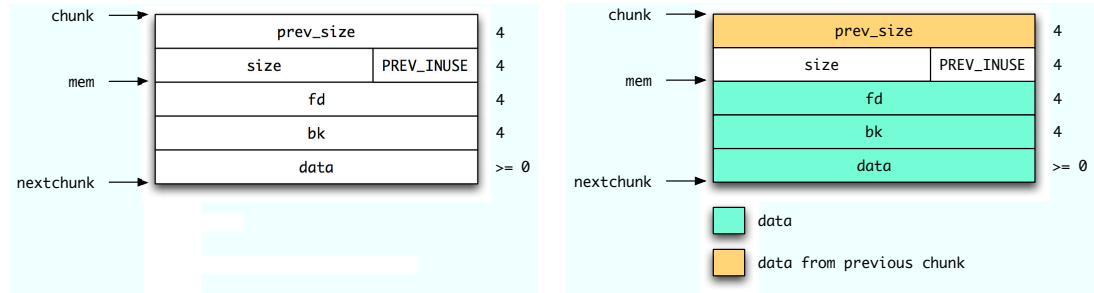 chunk
prev_size 4
size PREV_INUSE 4
mem
fd 4
bk 4
data >= 0
nextchunk
chunk
prev_size 4
size PREV_INUSE 4
mem
fd 4
bk 4
data >= 0
nextchunk
data
data from previous chunk